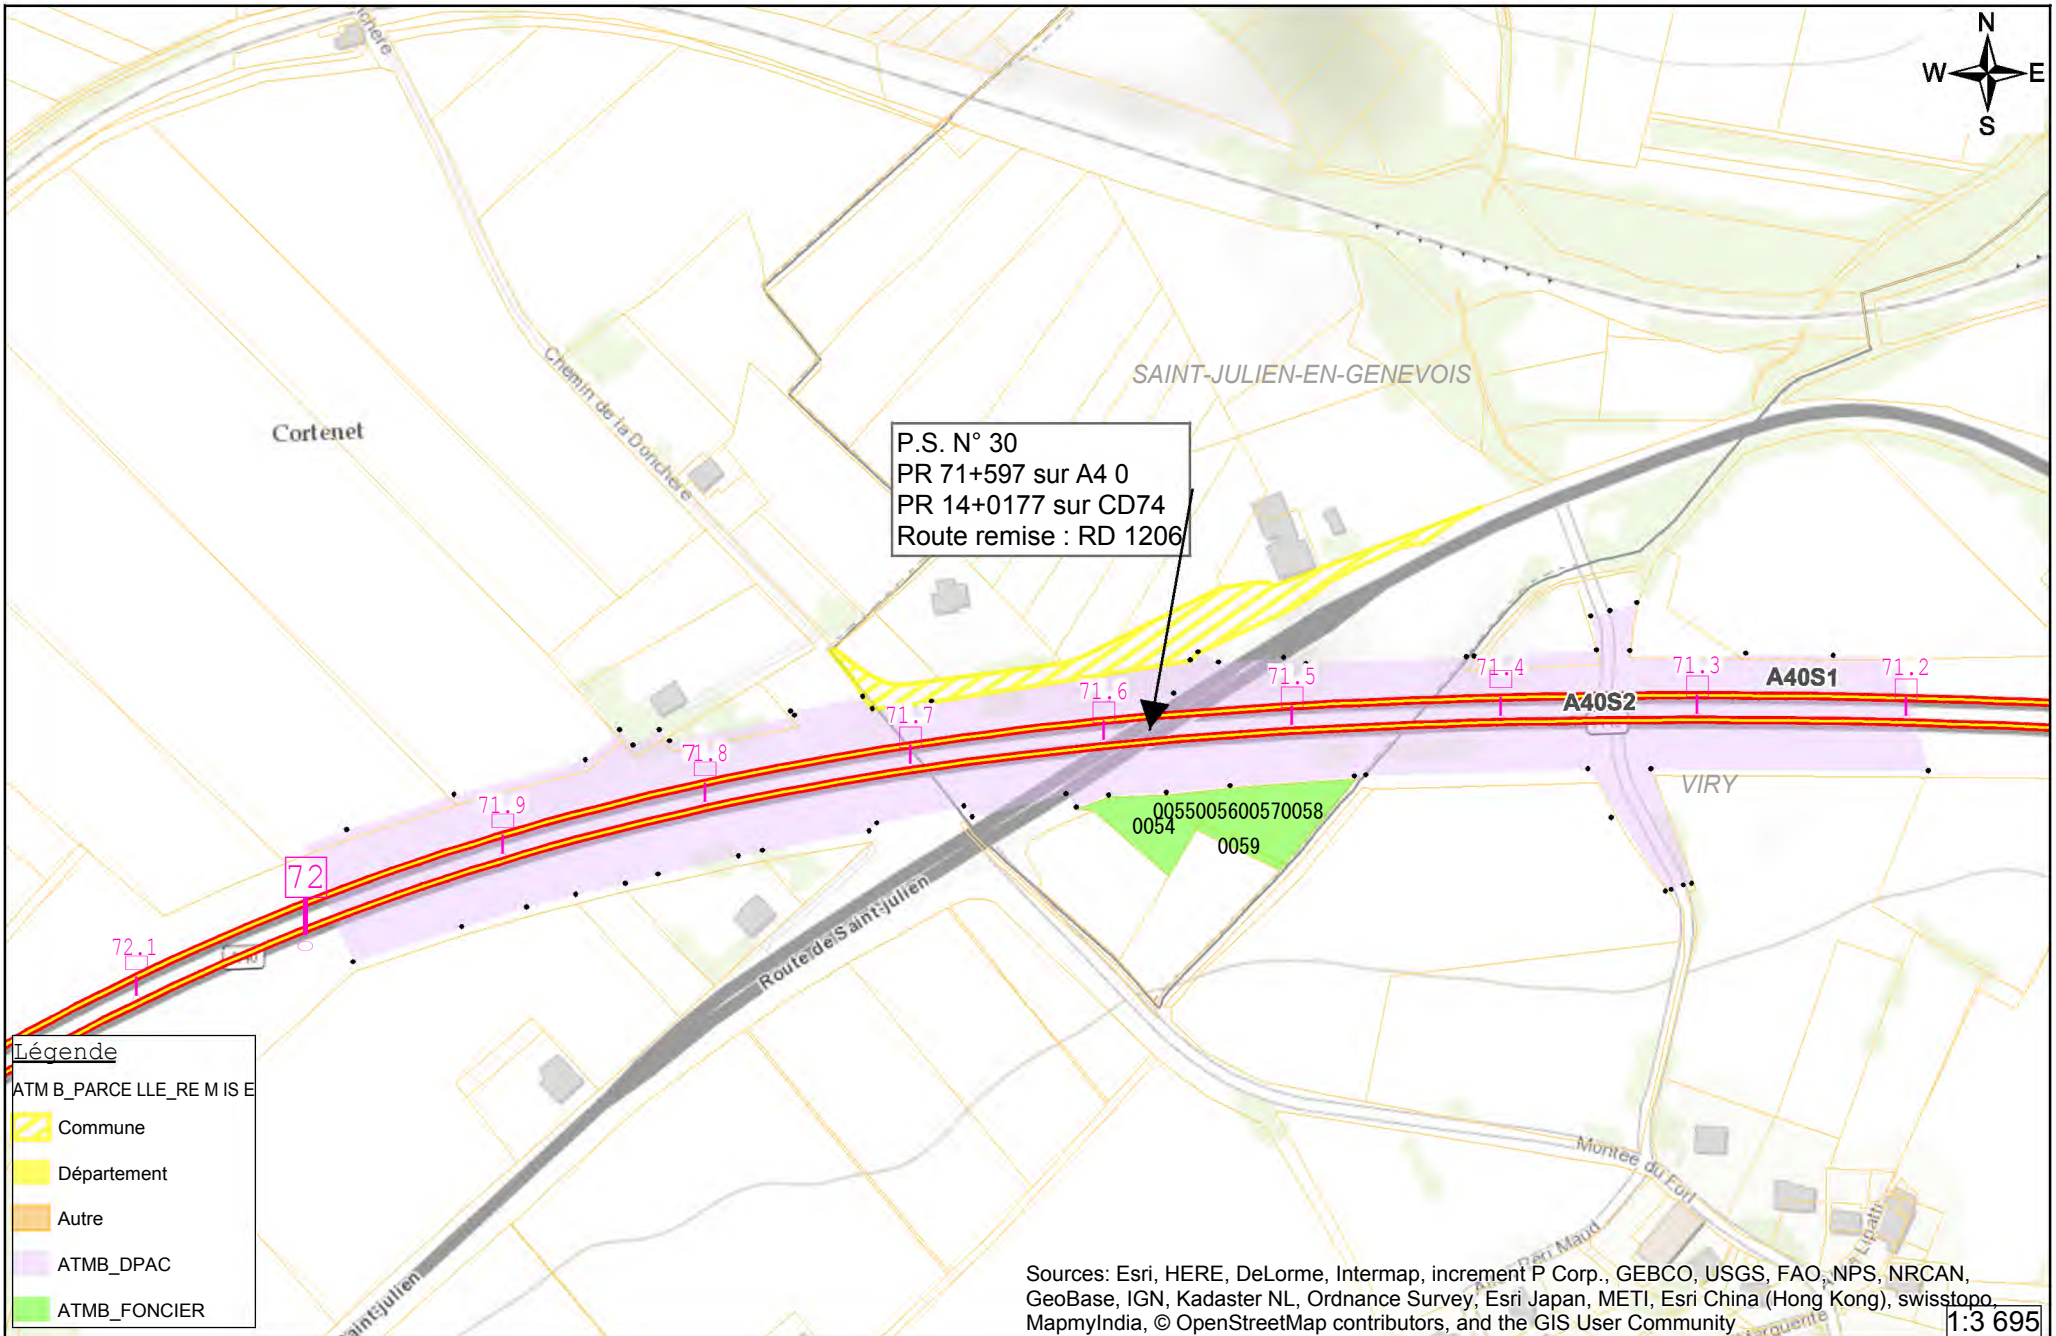 N
W E
S
onère
Chemin de la Donchère
SAINT-JULIEN-EN-GENEVOIS
Cortenet
P.S. N° 30
PR 71+597 sur A4 0
PR 14+0177 sur CD74
Route remise : RD 1206
71.2
71.3
71.4
71.5
71.6
71.7
71.8
71.9
72
0
72.1
A40S1
A40S2
VIRY
0055005600570058
0054
0059
Route de Saint-julien
Montée du Fort
Légende
ATM B_PARCE LLE_RE M IS E
Commune
Département
Autre
ATMB_DPAC
ATMB_FONCIER
aint-julien
Sources: Esri, HERE, DeLorme, Intermap, increment P Corp., GEBCO, USGS, FAO, NPS, NRCAN,
GeoBase, IGN, Kadaster NL, Ordnance Survey, Esri Japan, METI, Esri China (Hong Kong), swisstopo,
MapmyIndia, © OpenStreetMap contributors, and the GIS User Community
1:3 695